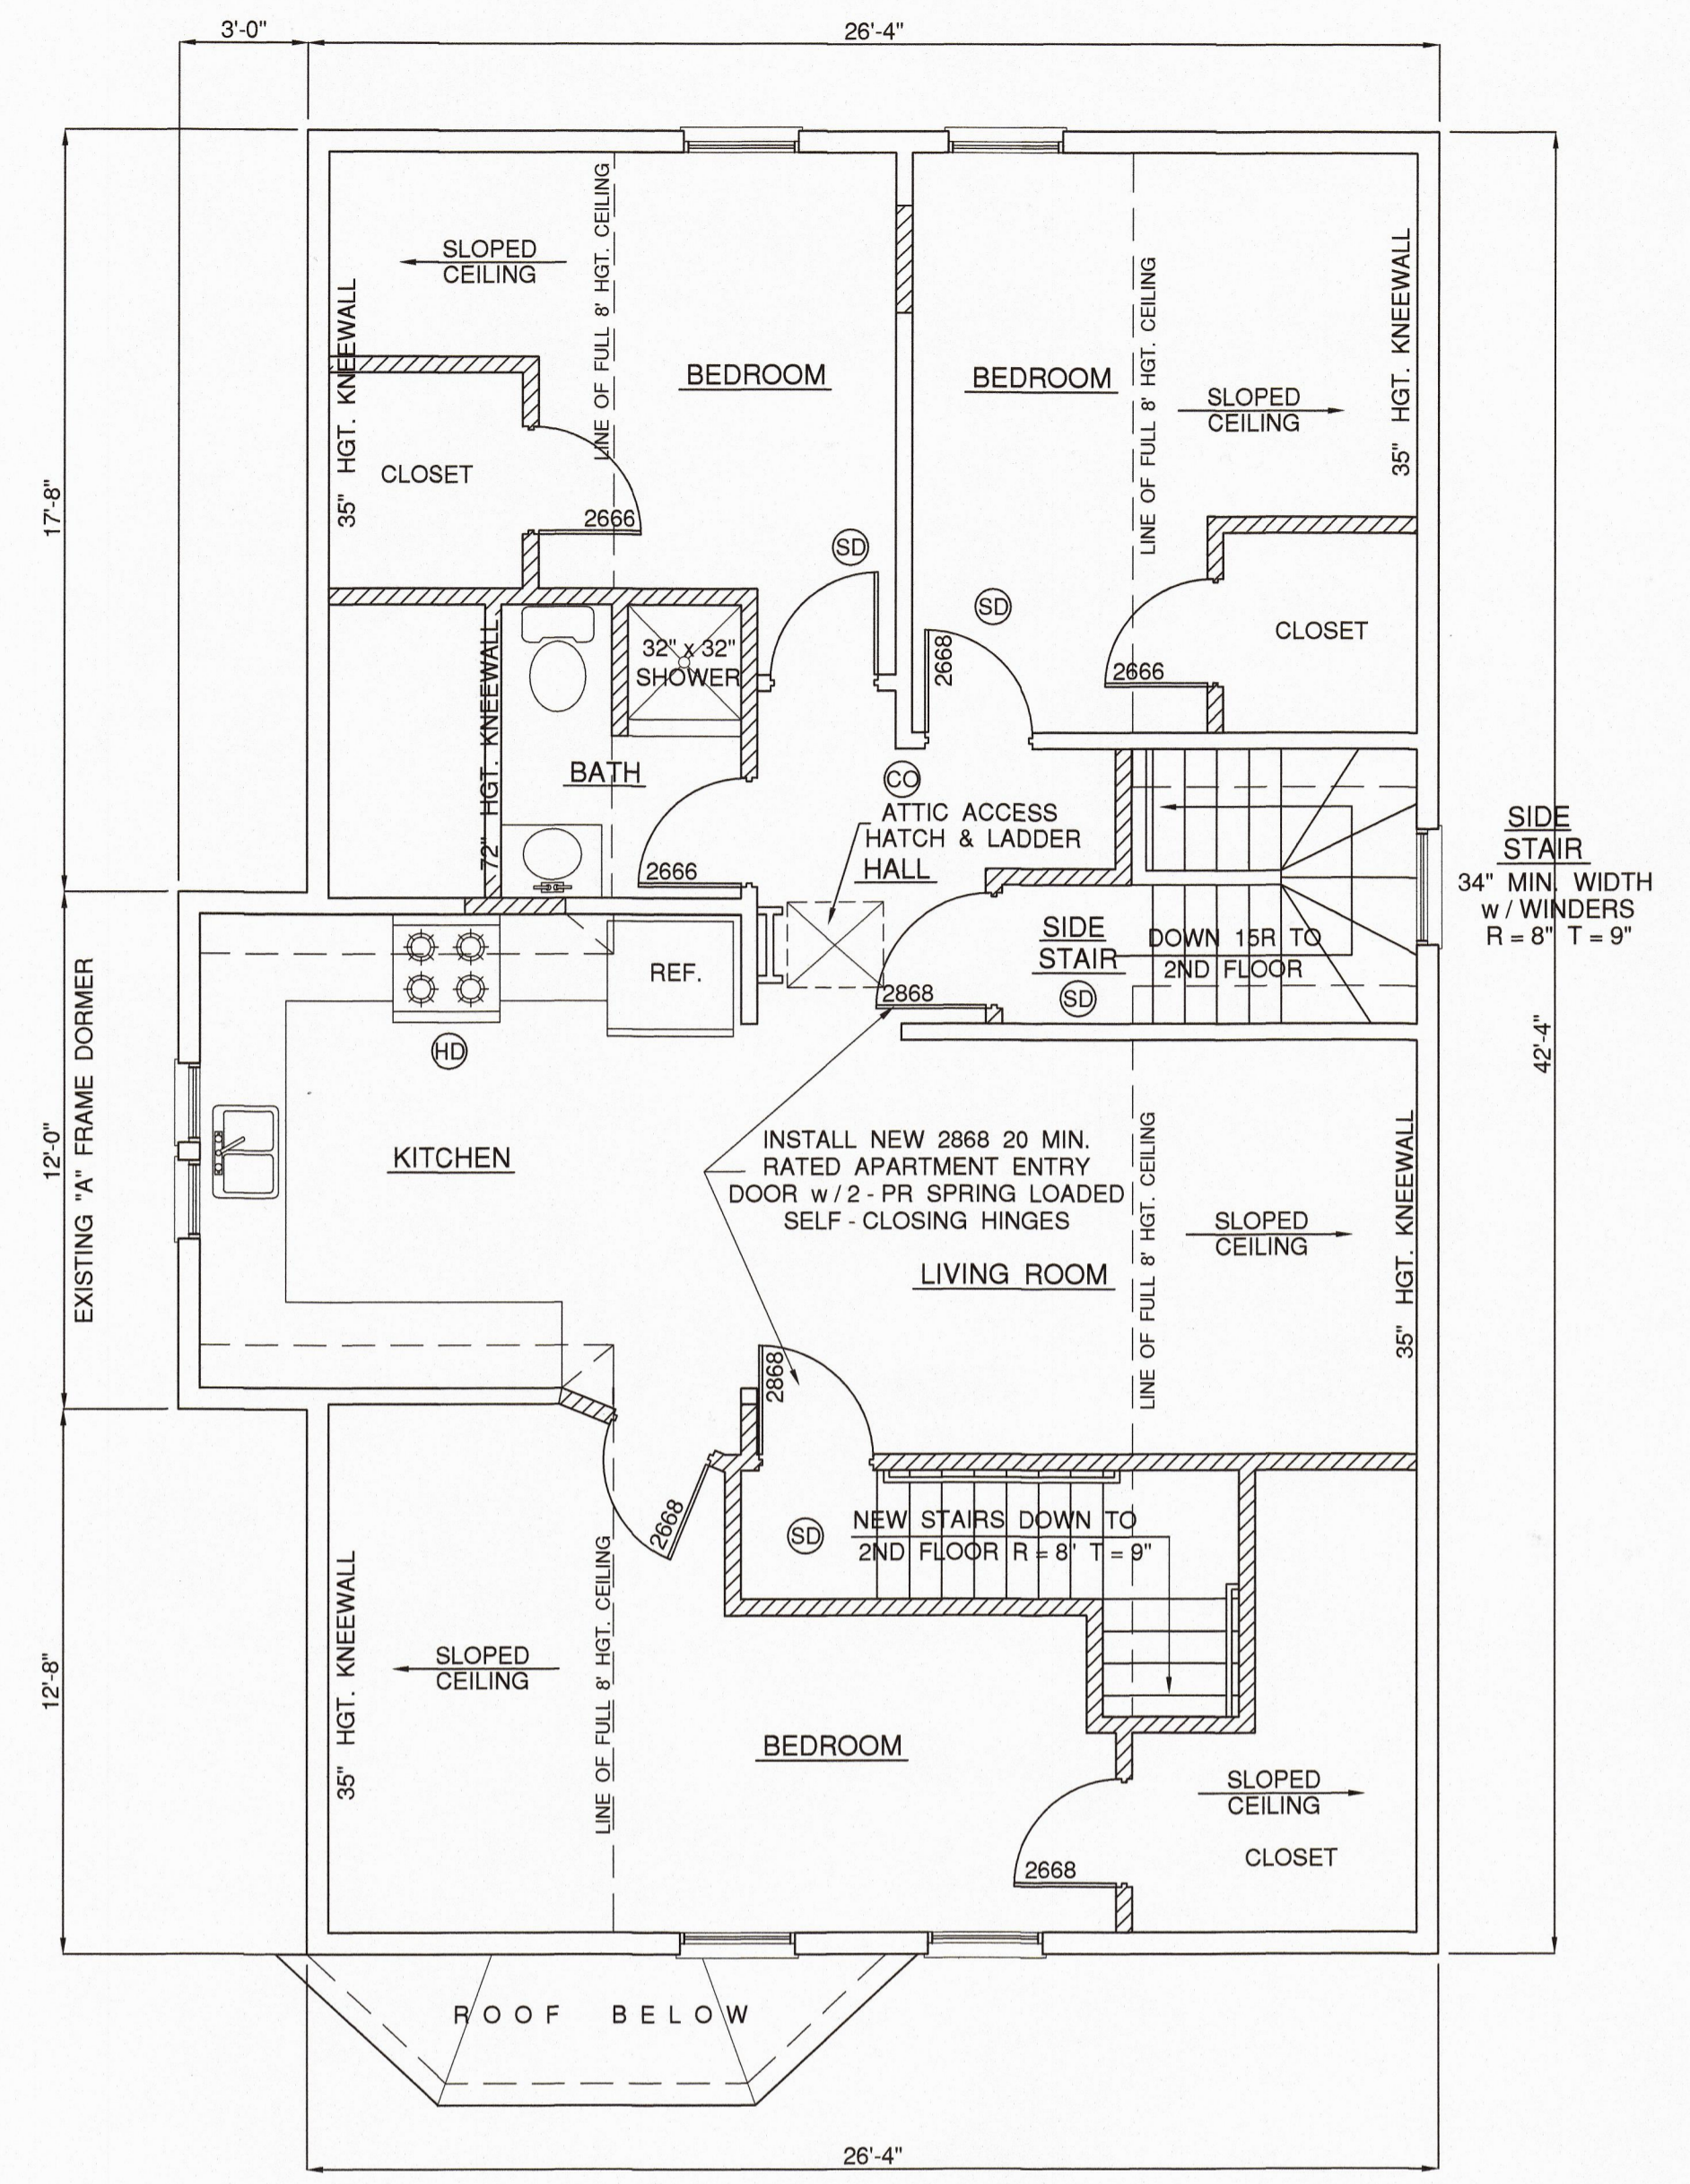 3'-0"
26'-4"
LINE OF FULL 8' HGT. CEILING
SLOPED
CEILING
35" HGT. KNEEWALL
BEDROOM
CLOSET
2666
SD
17'-8"
BEDROOM
LINE OF FULL 8' HGT. CEILING
SLOPED
CEILING
35" HGT. KNEEWALL
SD
2668
2666
CLOSET
72" HGT. KNEEWALL
32" x 32"
SHOWER
BATH
2666
CO
ATTIC ACCESS
HATCH & LADDER
HALL
SIDE
STAIR
34" MIN. WIDTH
w / WINDERS
R = 8" T = 9"
SIDE
STAIR
DOWN 15R TO
2ND FLOOR
SD
2868
REF.
HD
EXISTING "A" FRAME DORMER
12'-0"
42'-4"
KITCHEN
INSTALL NEW 2868 20 MIN.
RATED APARTMENT ENTRY
DOOR w / 2 - PR SPRING LOADED
SELF - CLOSING HINGES
LIVING ROOM
LINE OF FULL 8' HGT. CEILING
SLOPED
CEILING
35" HGT. KNEEWALL
2868
2668
SD
NEW STAIRS DOWN TO
2ND FLOOR R = 8' T = 9"
12'-8"
35" HGT. KNEEWALL
SLOPED
CEILING
LINE OF FULL 8' HGT. CEILING
BEDROOM
SLOPED
CEILING
CLOSET
2668
ROOF BELOW
26'-4"